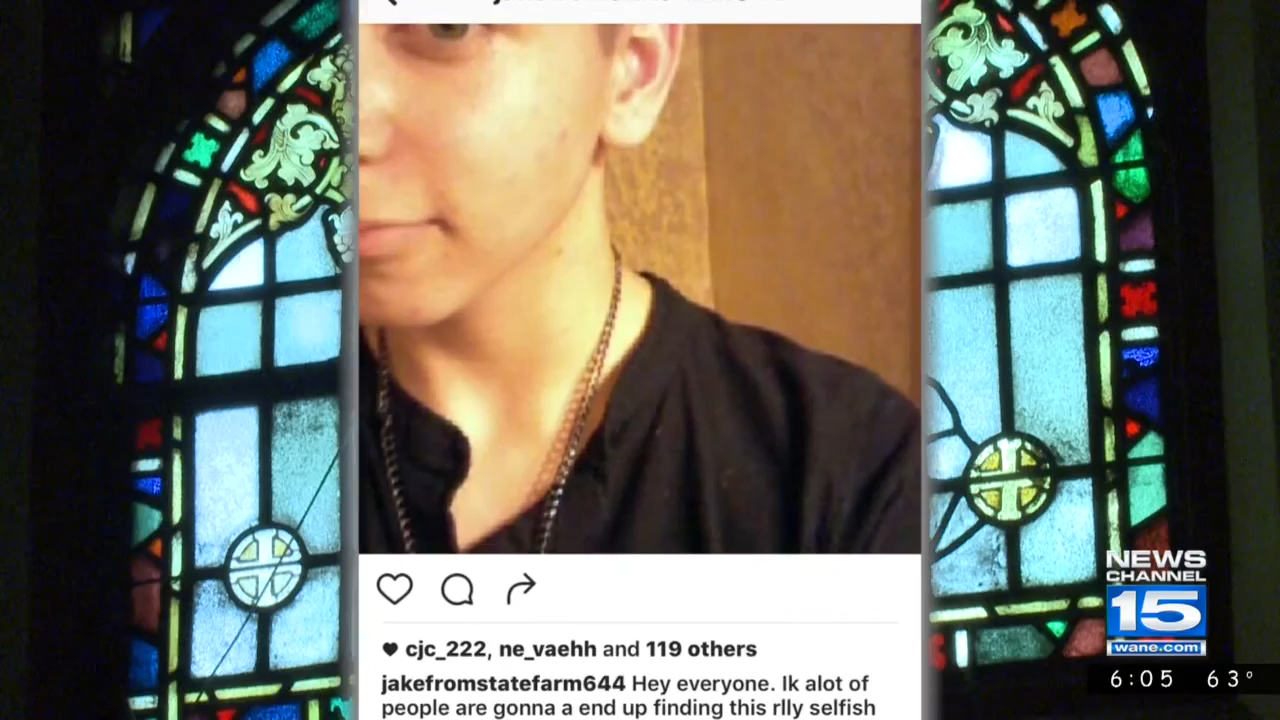 cjc_222, ne_vaehh and 119 others
jakefromstatefarm644 Hey everyone. Ik alot of
people are gonna a end up finding this rlly selfish
NEWS
CHANNEL
15
wane.com
6:05 63°